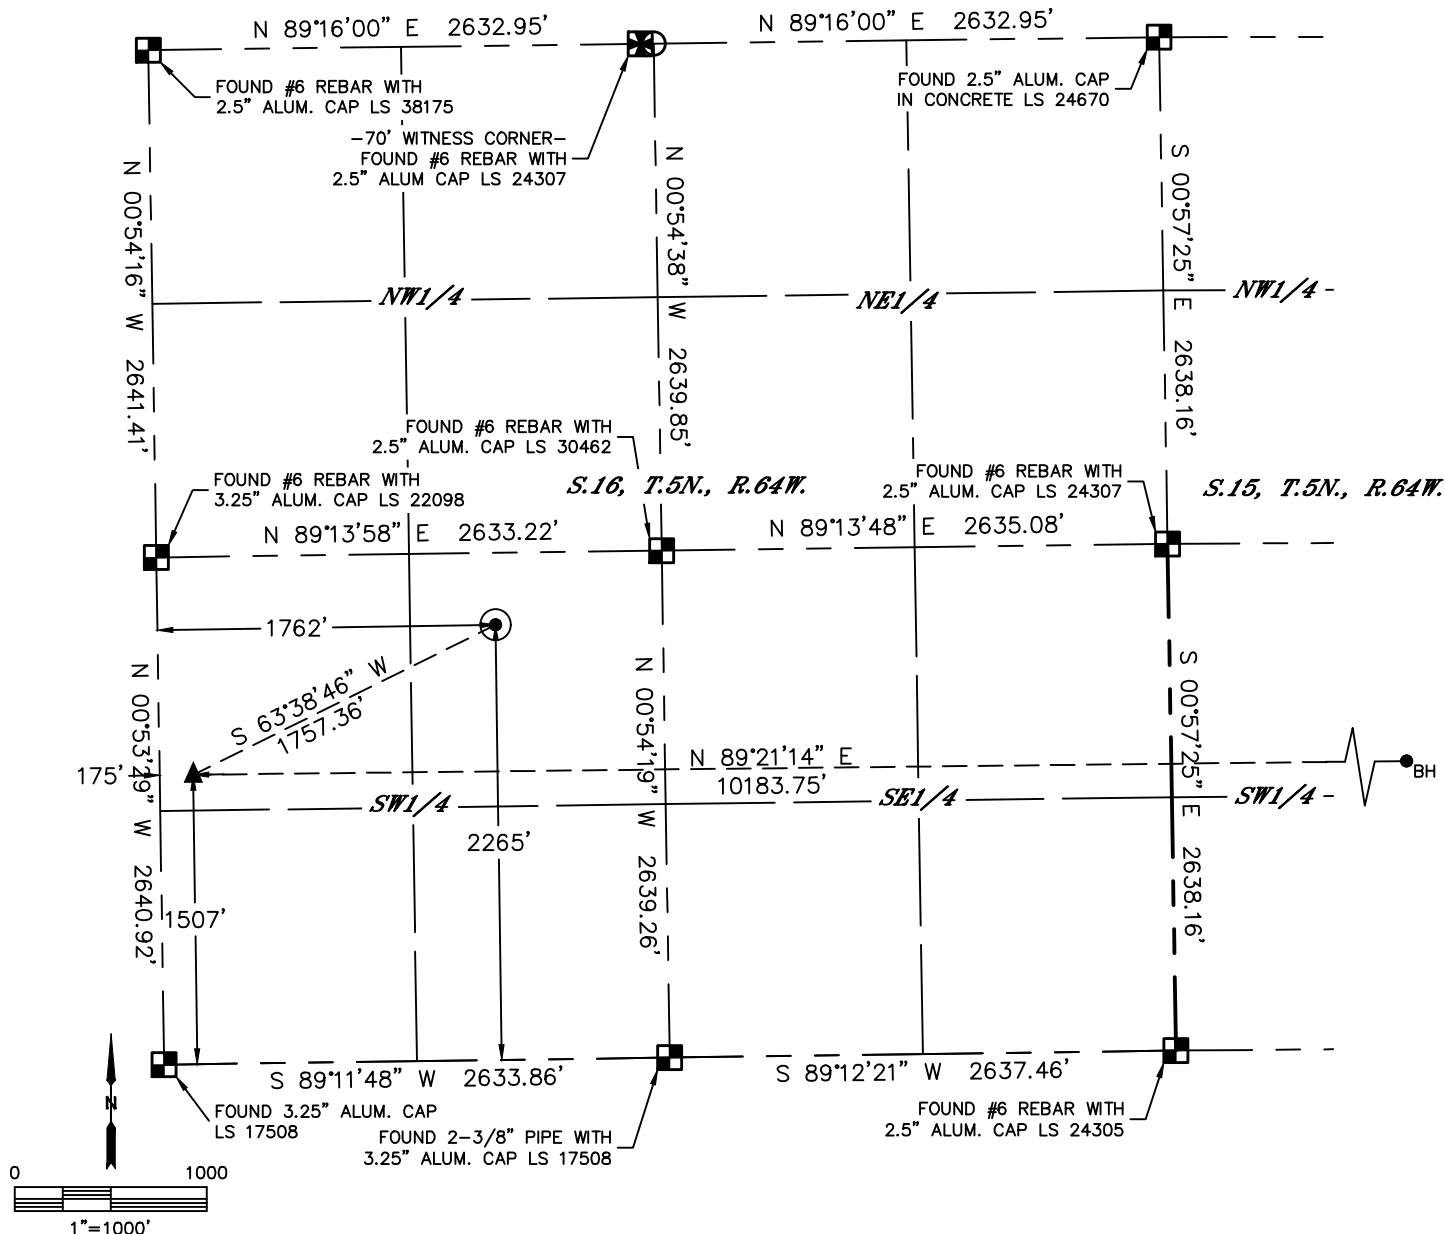 N 89°16'00" E 2632.95'
N 89°16'00" E 2632.95'
FOUND #6 REBAR WITH
2.5" ALUM. CAP LS 38175
FOUND 2.5" ALUM. CAP
IN CONCRETE LS 24670
-70' WITNESS CORNER-
FOUND #6 REBAR WITH
2.5" ALUM CAP LS 24307
N 00°54'16" W 2641.41'
N 00°54'38" W 2639.85'
S 00°57'25" E 2638.16'
NW1/4
NE1/4
NW1/4
FOUND #6 REBAR WITH
2.5" ALUM. CAP LS 30462
FOUND #6 REBAR WITH
3.25" ALUM. CAP LS 22098
S.16, T.5N., R.64W.
FOUND #6 REBAR WITH
2.5" ALUM. CAP LS 24307
S.15, T.5N., R.64W.
N 89°13'58" E 2633.22'
N 89°13'48" E 2635.08'
1762'
S 63°38'46" W
1757.36'
N 00°53'49" W 2640.92'
N 00°54'19" W 2639.26'
S 00°57'25" E 2638.16'
175'
N 89°21'14" E
10183.75'
BH
SW1/4
SE1/4
SW1/4
2265'
1507'
S 89°11'48" W 2633.86'
S 89°12'21" W 2637.46'
FOUND 3.25" ALUM. CAP
LS 17508
FOUND 2-3/8" PIPE WITH
3.25" ALUM. CAP LS 17508
FOUND #6 REBAR WITH
2.5" ALUM. CAP LS 24305
N
0 1000
1"=1000'